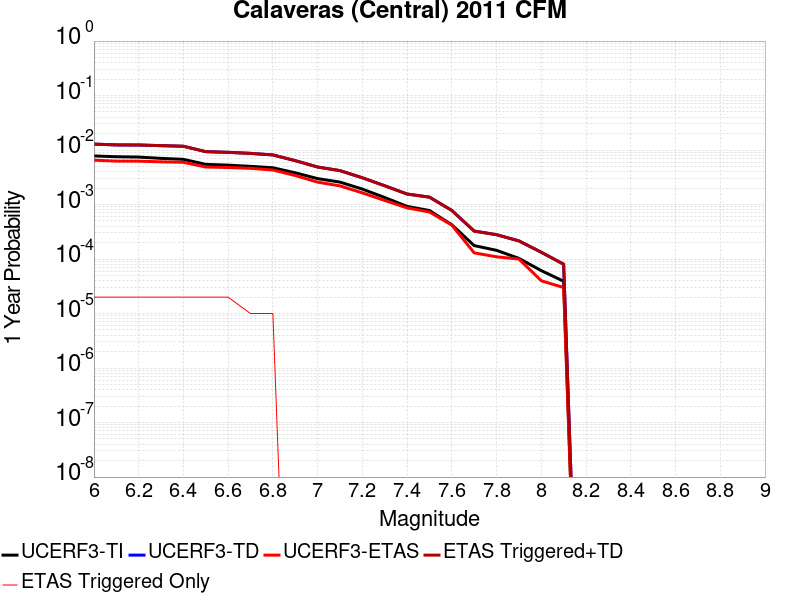 Calaveras (Central) 2011 CFM
10^0
10^-1
10^-2
10^-3
10^-4
10^-5
10^-6
10^-7
10^-8
1 Year Probability
6 6.2 6.4 6.6 6.8 7 7.2 7.4 7.6 7.8 8 8.2 8.4 8.6 8.8 9
Magnitude
UCERF3-TI UCERF3-TD UCERF3-ETAS ETAS Triggered+TD
ETAS Triggered Only